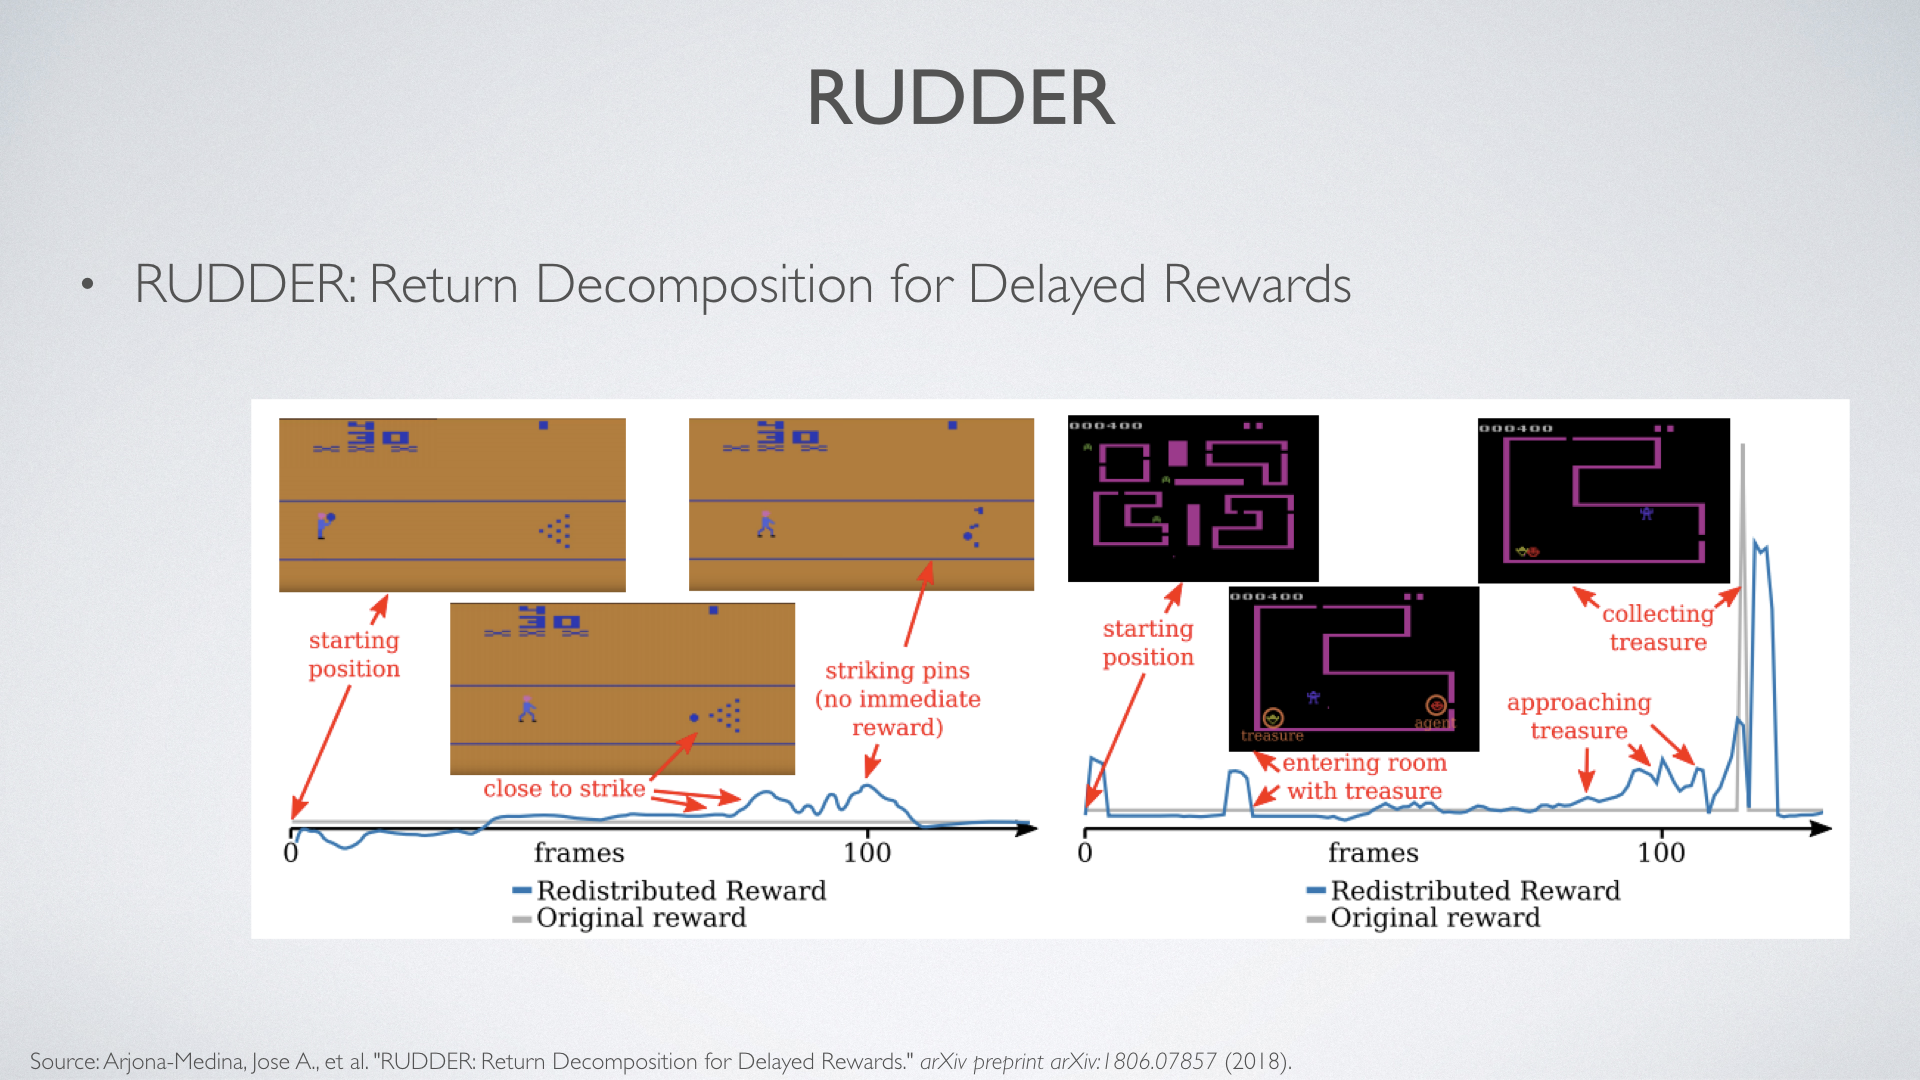 RUDDER
• RUDDER: Return Decomposition for Delayed Rewards
30
30
30
starting
position
close to strike
striking pins
(no immediate
reward)
0
frames
100
Redistributed Reward
Original reward
000400
000400
000400
starting
position
treasure
agent
entering room
with treasure
collecting
treasure
approaching
treasure
0
frames
100
Redistributed Reward
Original reward
Source: Arjona-Medina, Jose A., et al. "RUDDER: Return Decomposition for Delayed Rewards." arXiv preprint arXiv:1806.07857 (2018).